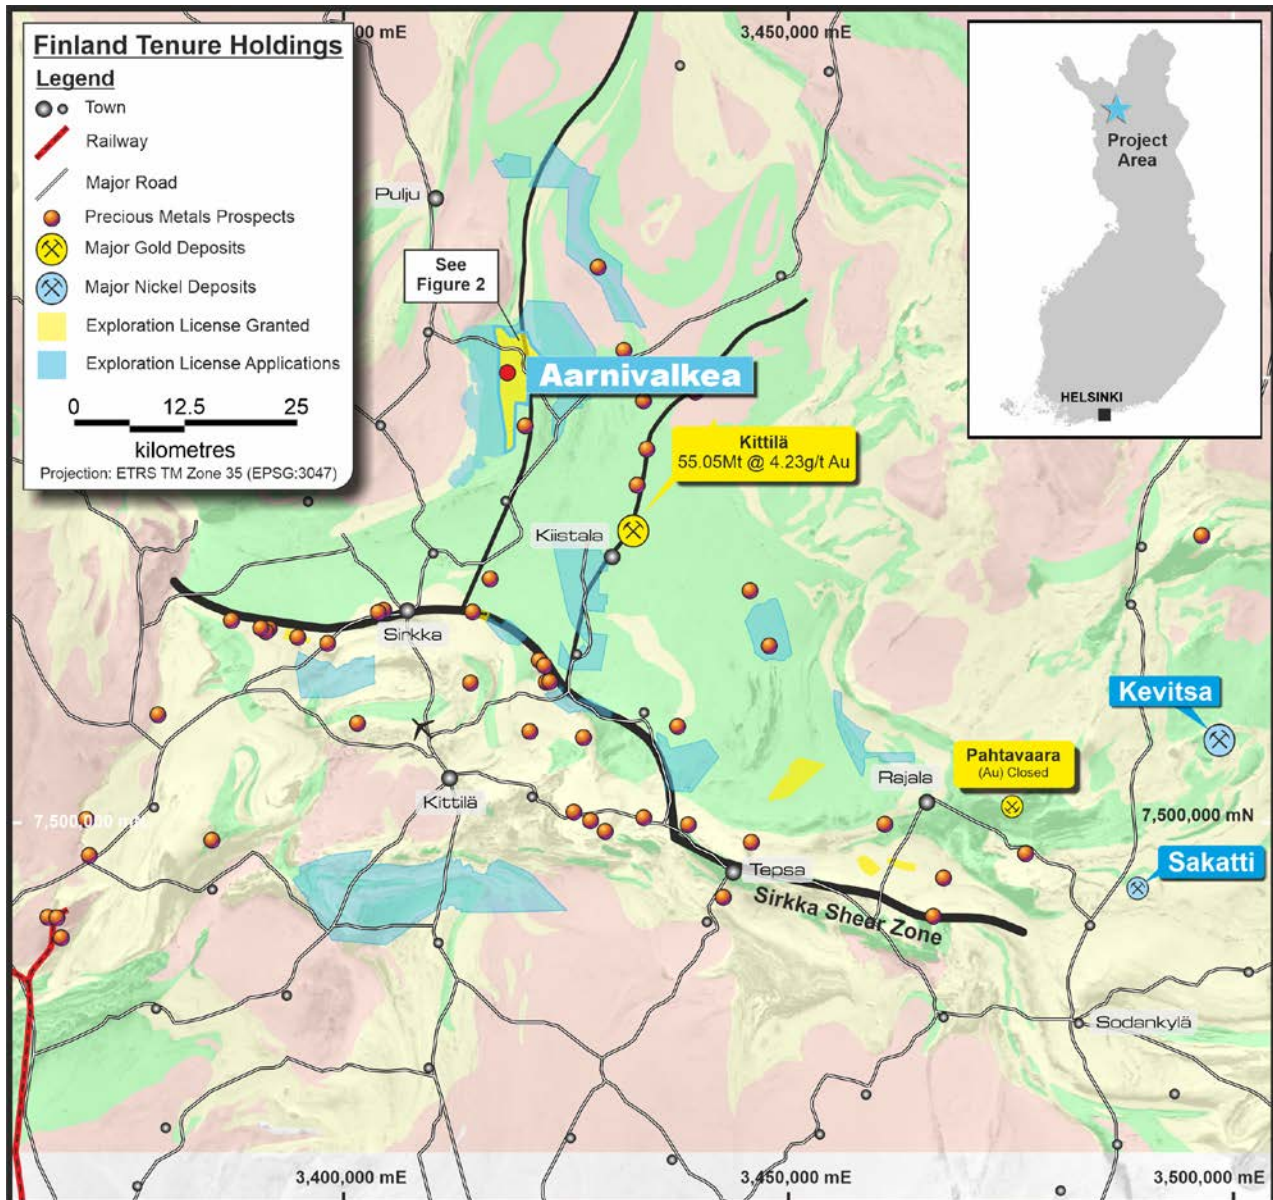 Finland Tenure Holdings
Legend
Town
Railway
Major Road
Precious Metals Prospects
Major Gold Deposits
Major Nickel Deposits
Exploration License Granted
Exploration License Applications
0 12.5 25
kilometres
Projection: ETRS TM Zone 35 (EPSG:3047)
00 mE
3,450,000 mE
Project
Area
HELSINKI
Pulju
See
Figure 2
Aarnivalkea
Kittilä
55.05Mt @ 4.23g/t Au
Kiistala
Sirkka
Kevitsa
Pahtavaara
(Au) Closed
Rajala
Kittilä
7,500,000 m
7,500,000 mN
Tepsa
Sakatti
Sirkka Shear Zone
Sodankylä
3,400,000 mE
3,450,000 mE
3,500,000 mE